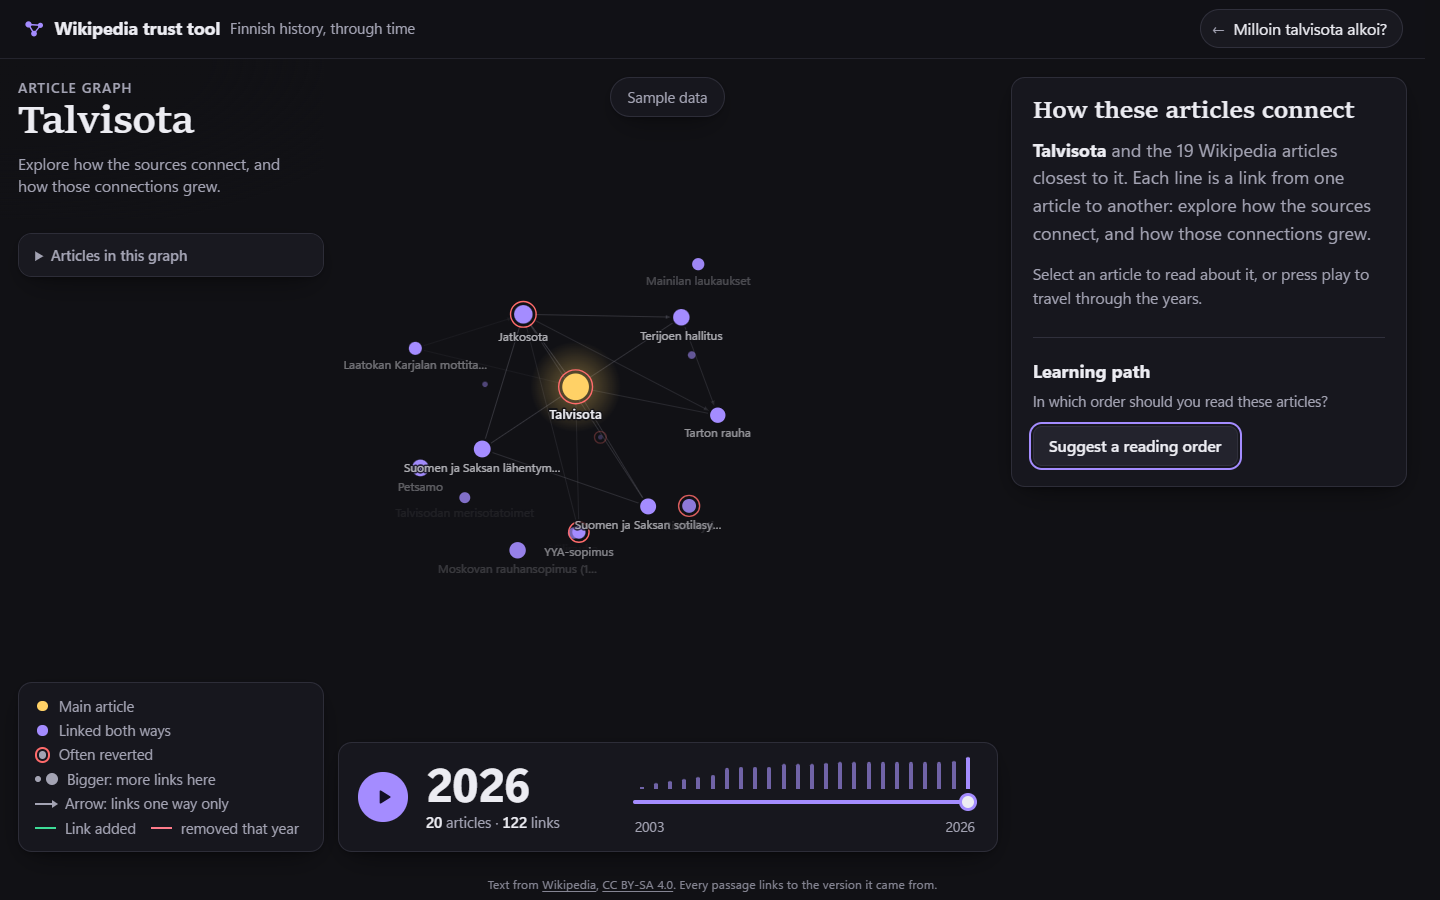 Wikipedia trust tool Finnish history, through time
← Milloin talvisota alkoi?
ARTICLE GRAPH
Talvisota
Explore how the sources connect, and
how those connections grew.
Articles in this graph
Sample data
Mainilan laukaukset
Jatkosota
Terijoen hallitus
Laatokan Karjalan mottita...
Talvisota
Tarton rauha
Suomen ja Saksan lähentym...
Petsamo
Talvisodan merisotatoimet
Suomen ja Saksan sotilasy...
YYA-sopimus
Moskovan rauhansopimus (1...
How these articles connect
Talvisota and the 19 Wikipedia articles
closest to it. Each line is a link from one
article to another: explore how the sources
connect, and how those connections grew.
Select an article to read about it, or press play to
travel through the years.
Learning path
In which order should you read these articles?
Suggest a reading order
Main article
Linked both ways
Often reverted
Bigger: more links here
Arrow: links one way only
Link added removed that year
2026
20 articles · 122 links
2003 2026
Text from Wikipedia, CC BY-SA 4.0. Every passage links to the version it came from.